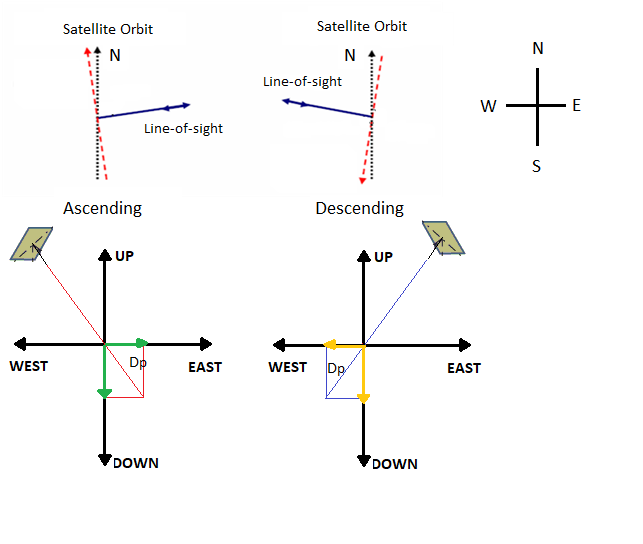 Satellite Orbit
N
Line-of-sight
Ascending
Satellite Orbit
N
Line-of-sight
Descending
N
W
E
S
UP
WEST
Dp
EAST
DOWN
UP
WEST
Dp
EAST
DOWN